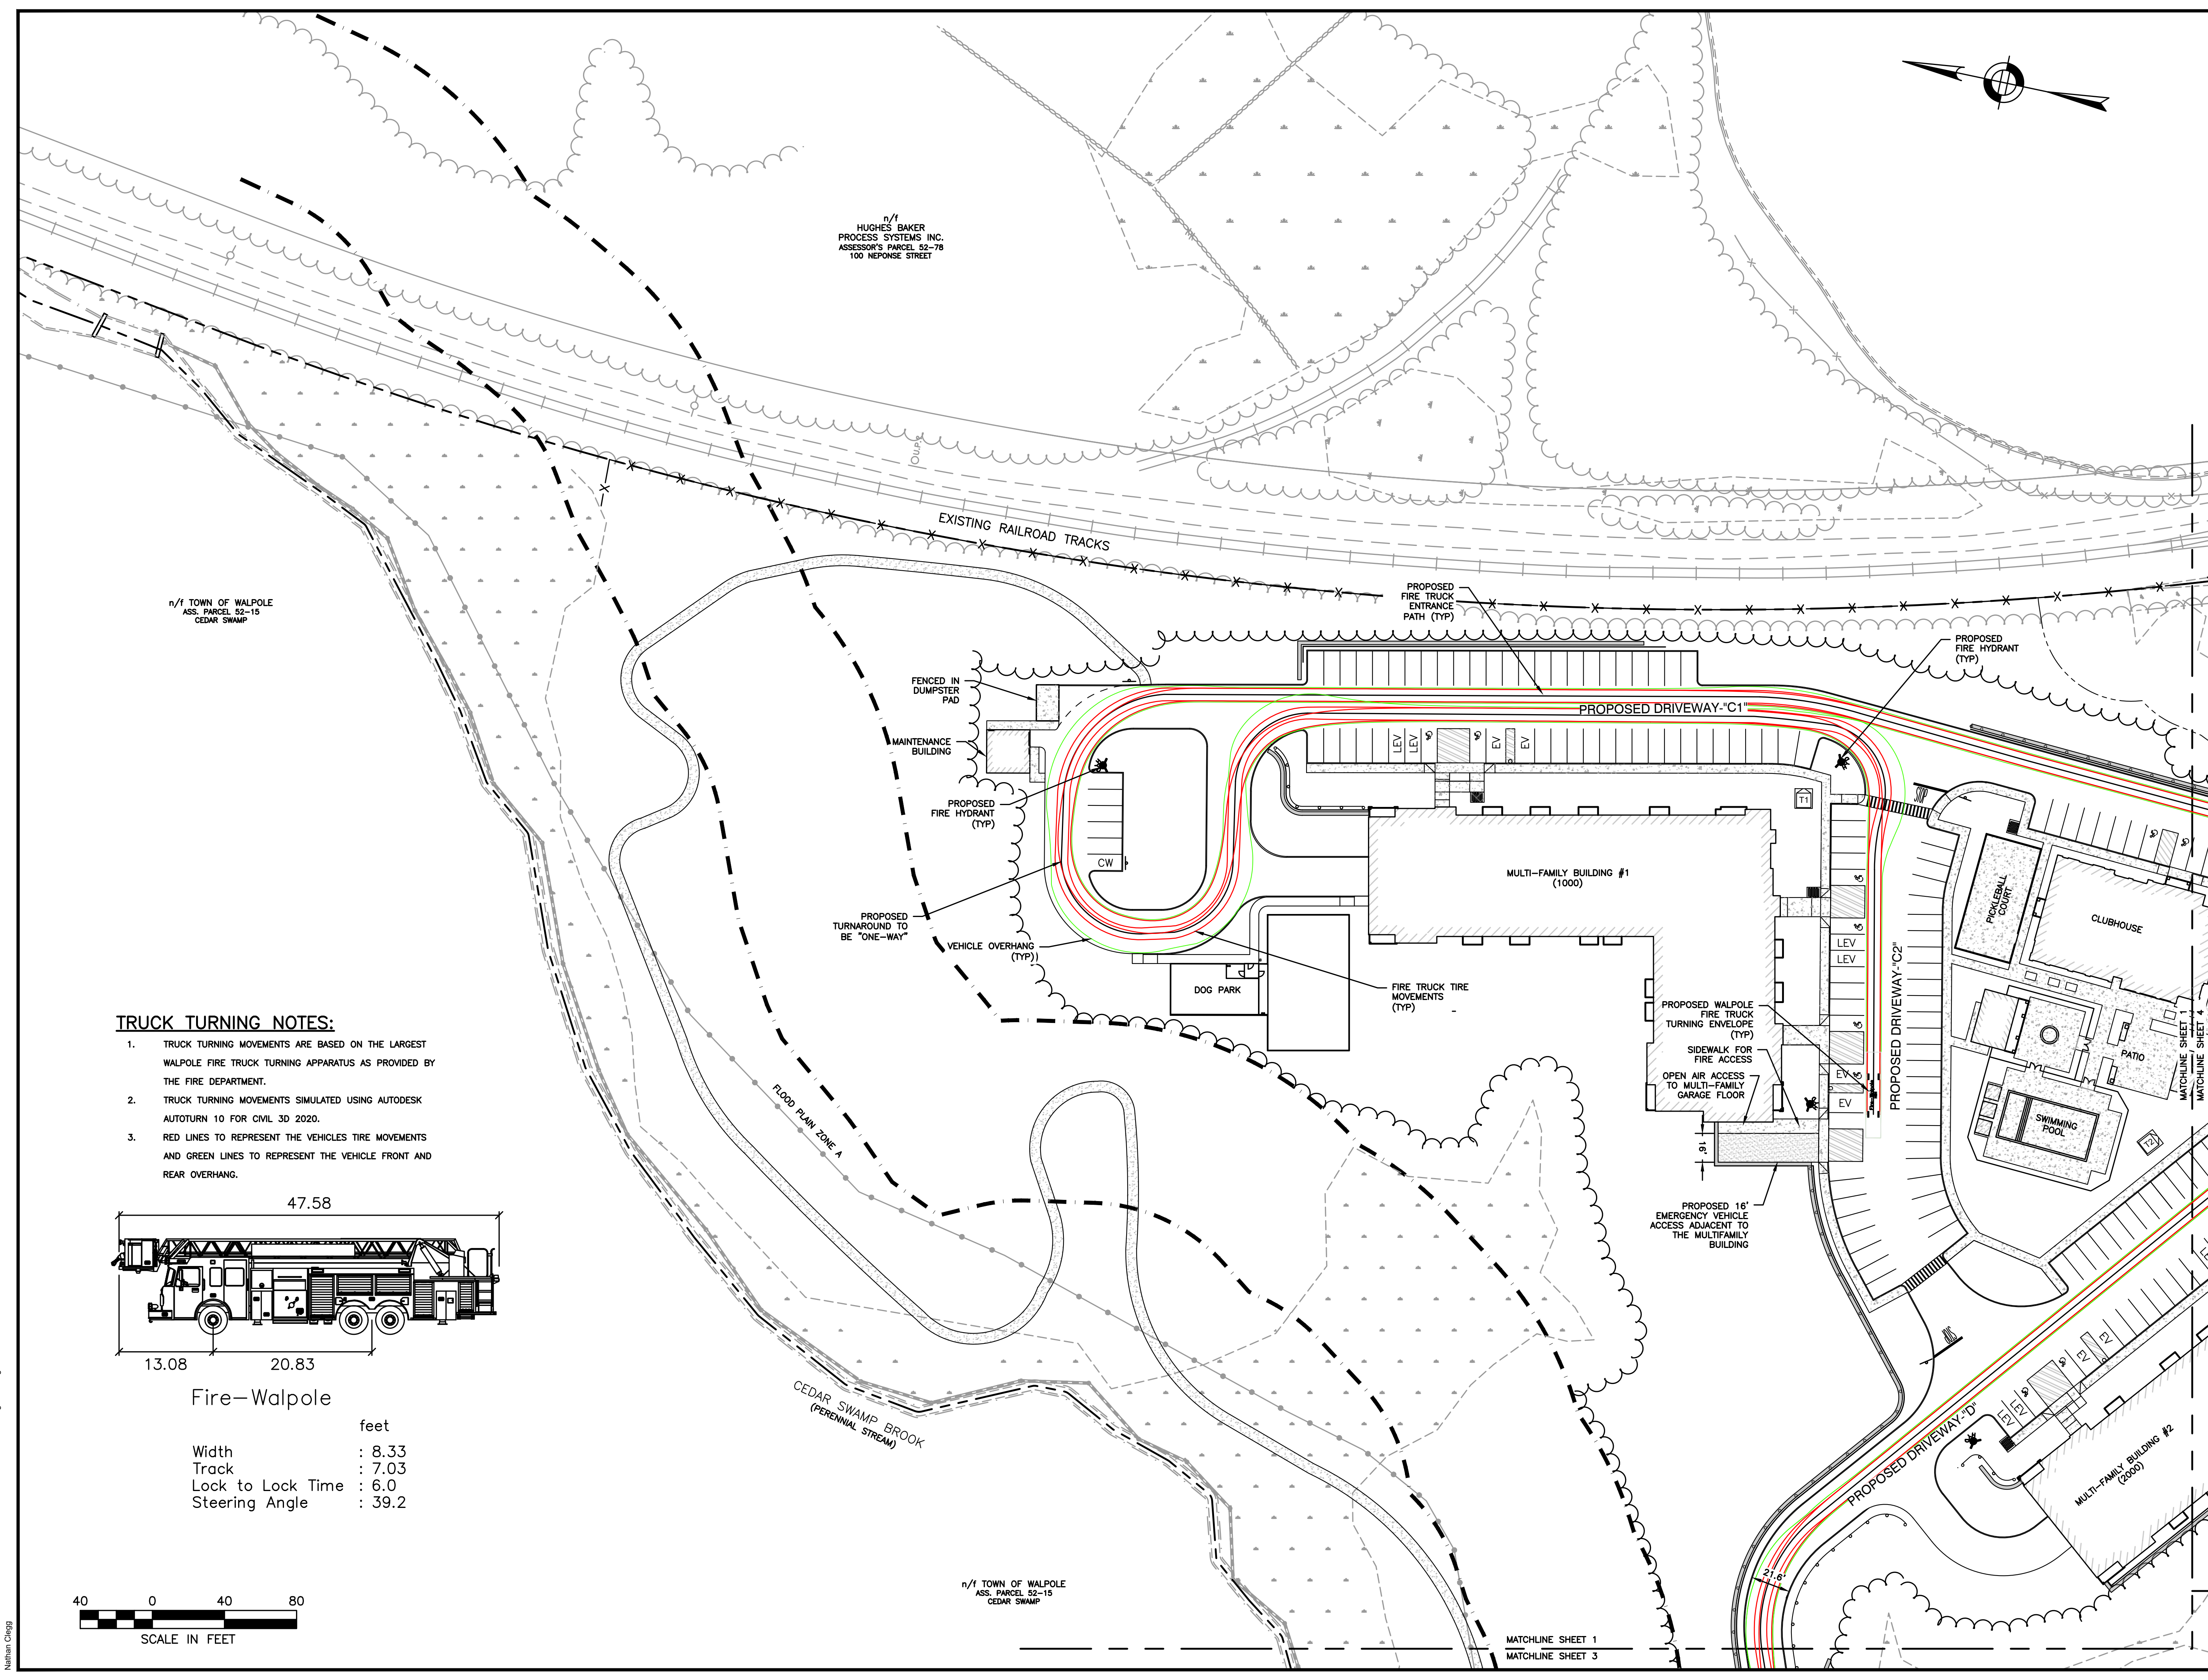 n/f
HUGHES BAKER
PROCESS SYSTEMS INC.
ASSESSOR'S PARCEL 52-78
100 NEPONSE STREET
U.P.
EXISTING RAILROAD TRACKS
n/f TOWN OF WALPOLE
ASS. PARCEL 52-15
CEDAR SWAMP
PROPOSED
FIRE TRUCK
ENTRANCE
PATH (TYP)
PROPOSED
FIRE HYDRANT
(TYP)
FENCED IN
DUMPSTER
PAD
PROPOSED DRIVEWAY-"C1"
MAINTENANCE
BUILDING
LEV
LEV
EV
EV
PROPOSED
FIRE HYDRANT
(TYP)
T1
CW
MULTI-FAMILY BUILDING #1
(1000)
PICKLEBALL
COURT
CLUBHOUSE
PROPOSED
TURNAROUND TO
BE "ONE-WAY"
VEHICLE OVERHANG
(TYP)
LEV
LEV
DOG PARK
FIRE TRUCK TIRE
MOVEMENTS
(TYP)
PROPOSED DRIVEWAY-"C2"
PROPOSED WALPOLE
FIRE TRUCK
TURNING ENVELOPE
(TYP)
SIDEWALK FOR
FIRE ACCESS
OPEN AIR ACCESS
TO MULTI-FAMILY
GARAGE FLOOR
EV
EV
PATIO
MATCHLINE SHEET 1
MATCHLINE SHEET 4
SWIMMING
POOL
T2
16'
PROPOSED 16'
EMERGENCY VEHICLE
ACCESS ADJACENT TO
THE MULTIFAMILY
BUILDING
TRUCK TURNING NOTES:
1. TRUCK TURNING MOVEMENTS ARE BASED ON THE LARGEST
WALPOLE FIRE TRUCK TURNING APPARATUS AS PROVIDED BY
THE FIRE DEPARTMENT.
2. TRUCK TURNING MOVEMENTS SIMULATED USING AUTODESK
AUTOTURN 10 FOR CIVIL 3D 2020.
3. RED LINES TO REPRESENT THE VEHICLES TIRE MOVEMENTS
AND GREEN LINES TO REPRESENT THE VEHICLE FRONT AND
REAR OVERHANG.
FLOOD PLAIN ZONE A
47.58
13.08
20.83
Fire-Walpole
feet
Width : 8.33
Track : 7.03
Lock to Lock Time : 6.0
Steering Angle : 39.2
CEDAR SWAMP BROOK
(PERENNIAL STREAM)
EV
EV
LEV
LEV
PROPOSED DRIVEWAY-"D"
MULTI-FAMILY BUILDING #2
(2000)
21.6'
n/f TOWN OF WALPOLE
ASS. PARCEL 52-15
CEDAR SWAMP
40 0 40 80
SCALE IN FEET
MATCHLINE SHEET 1
MATCHLINE SHEET 3
Nathan Clegg